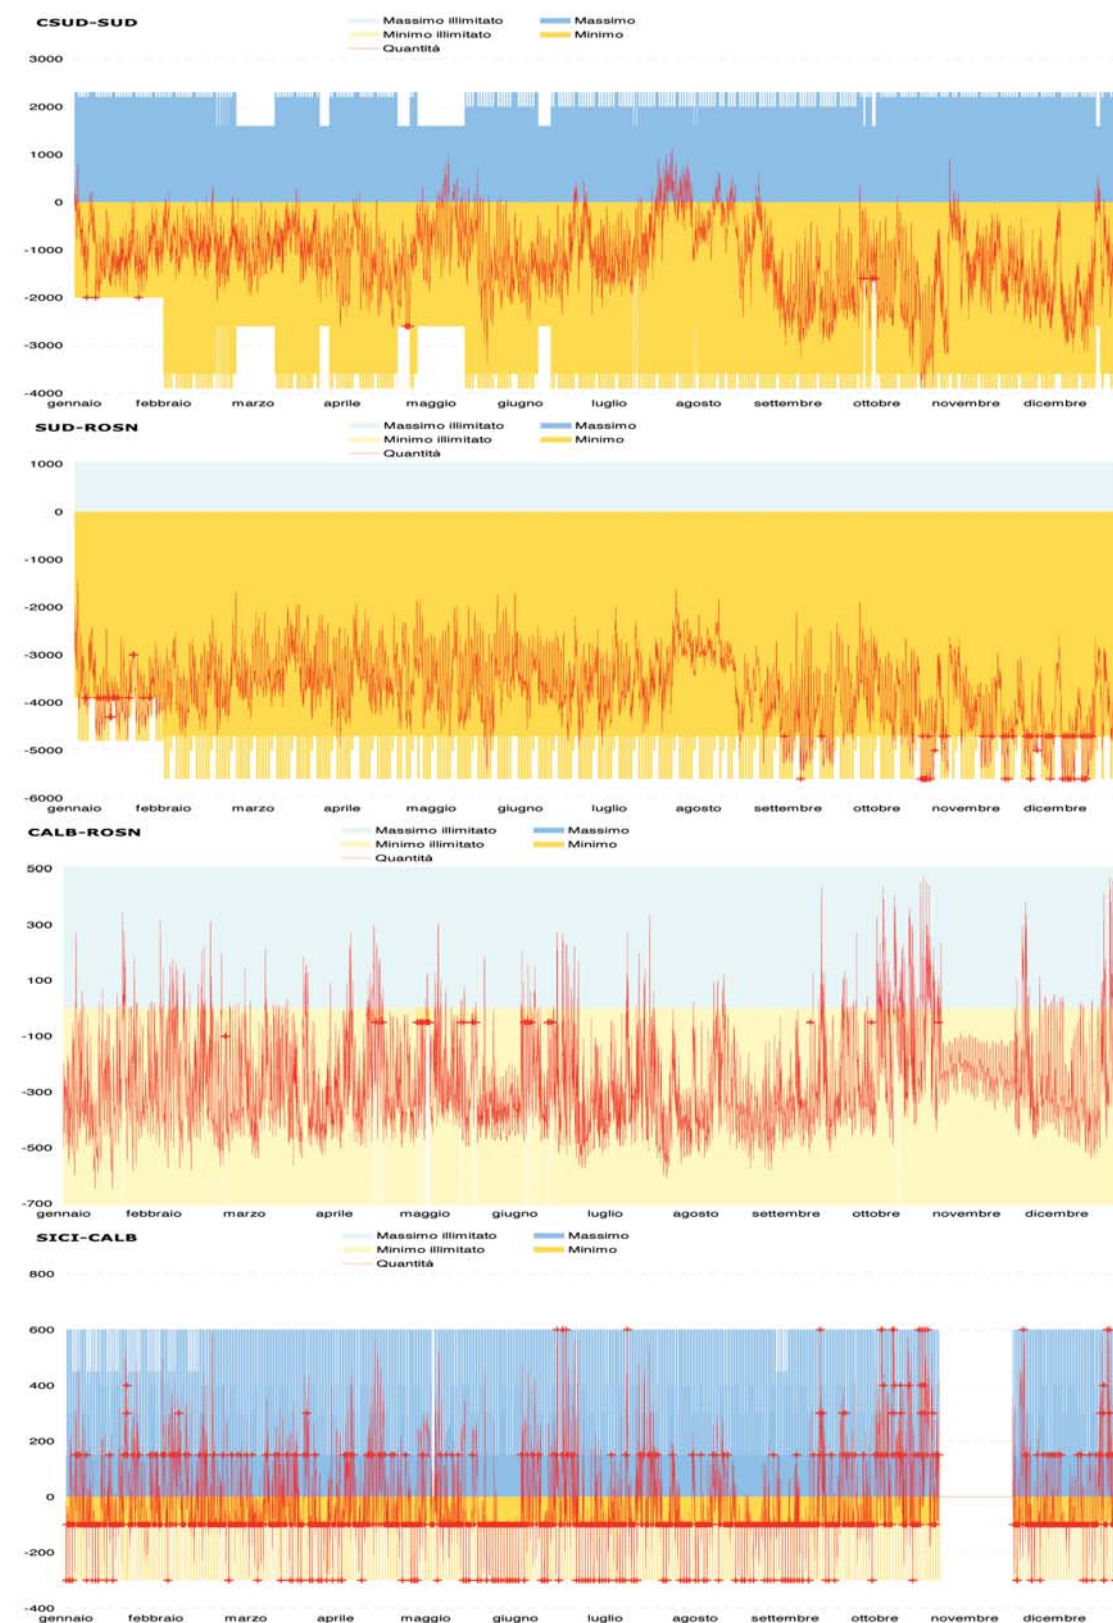 CSUD-SUD
Massimo illimitato Massimo
Minimo illimitato Minimo
Quantità
3000
2000
1000
0
-1000
-2000
-3000
-4000
gennaio febbraio marzo aprile maggio giugno luglio agosto settembre ottobre novembre dicembre
SUD-ROSN
Massimo illimitato Massimo
Minimo illimitato Minimo
Quantità
1000
0
-1000
-2000
-3000
-4000
-5000
-6000
gennaio febbraio marzo aprile maggio giugno luglio agosto settembre ottobre novembre dicembre
CALB-ROSN
Massimo illimitato Massimo
Minimo illimitato Minimo
Quantità
500
300
100
-100
-300
-500
-700
gennaio febbraio marzo aprile maggio giugno luglio agosto settembre ottobre novembre dicembre
SICI-CALB
Massimo illimitato Massimo
Minimo illimitato Minimo
Quantità
800
600
400
200
0
-200
-400
gennaio febbraio marzo aprile maggio giugno luglio agosto settembre ottobre novembre dicembre